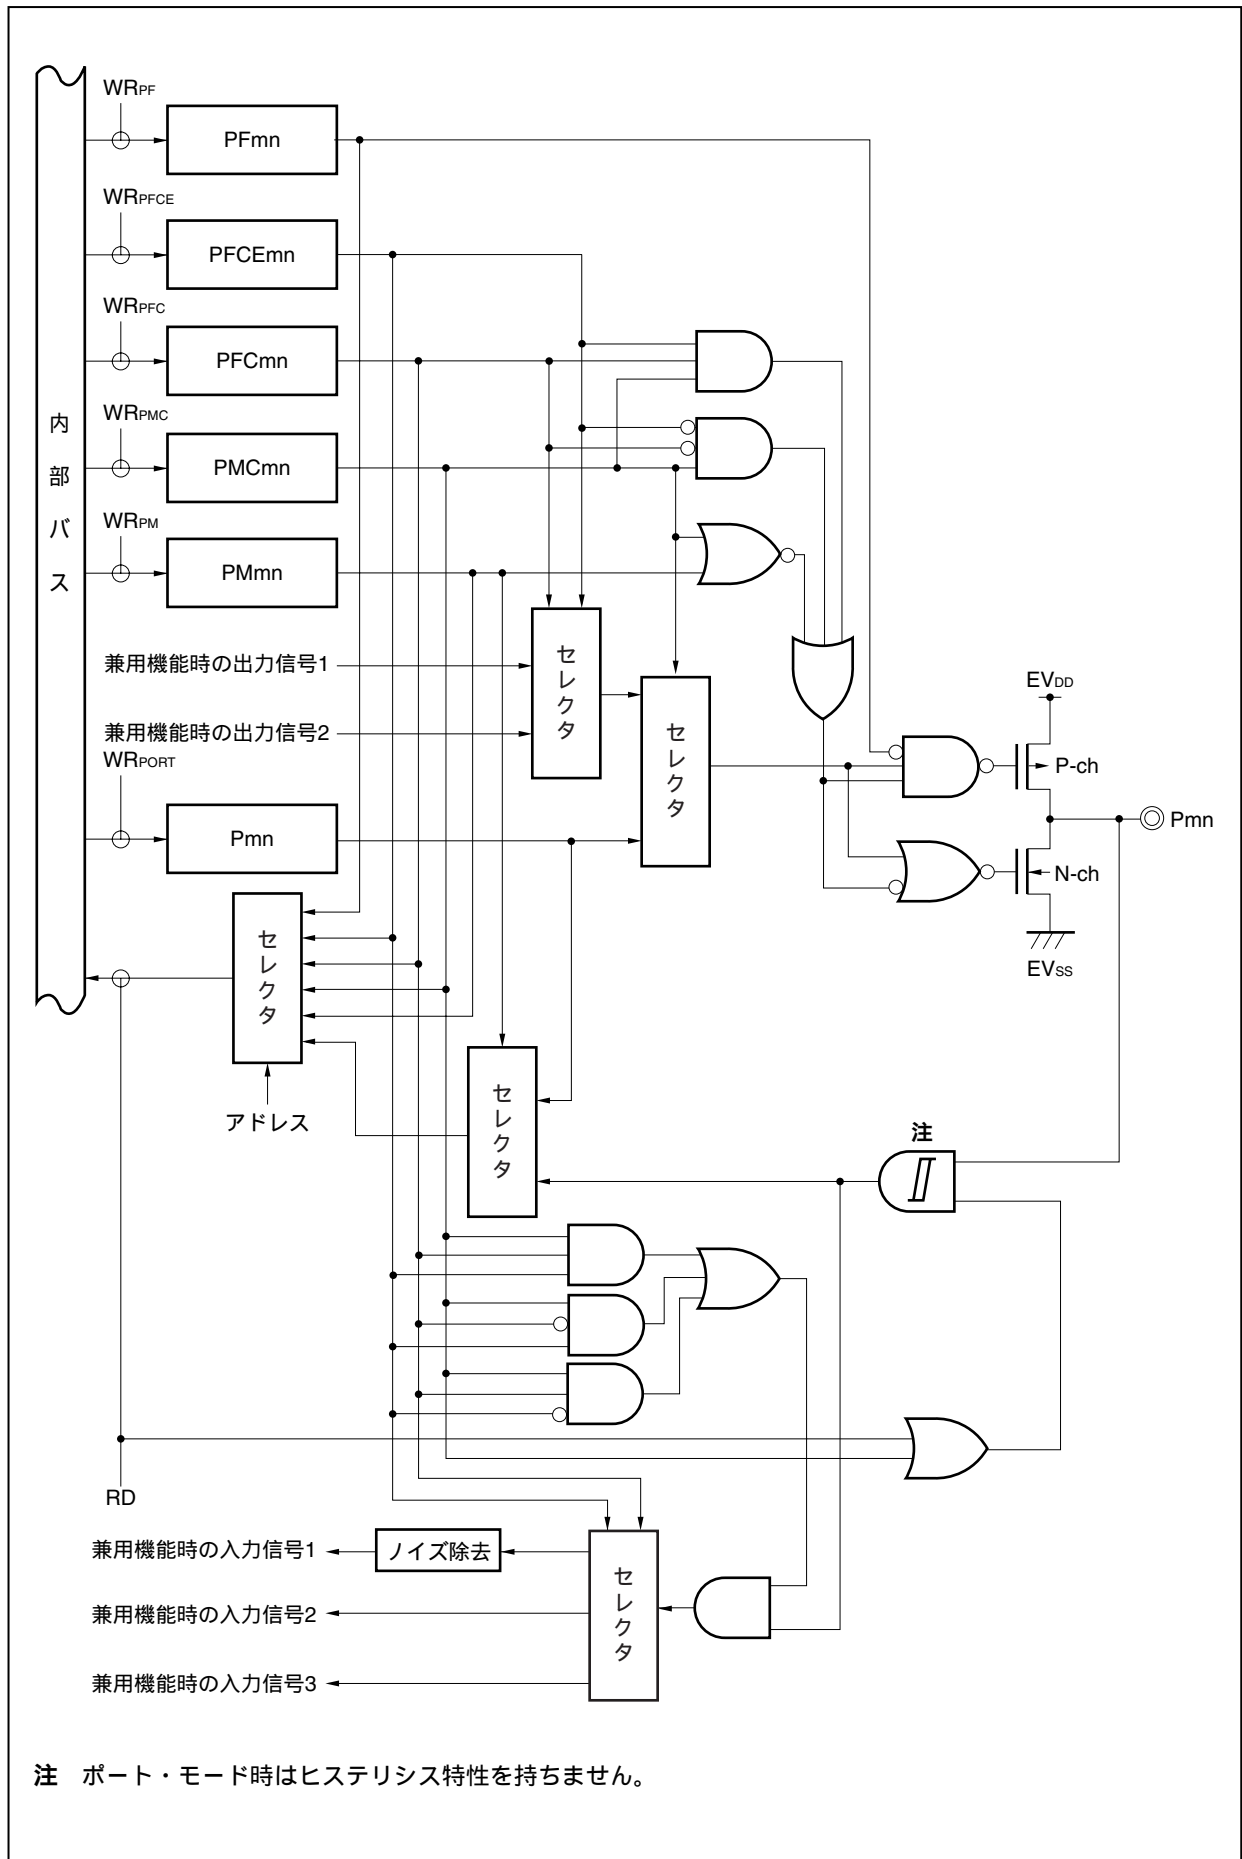 WRPF
PFmn
WRPFCE
PFCEmn
WRPFC
PFCmn
内部バス
WRPMC
PMCmn
WRPM
PMmn
兼用機能時の出力信号1
セレクタ
兼用機能時の出力信号2
セレクタ
WRPORT
Pmn
EVDD
P-ch
Pmn
N-ch
EVSS
セレクタ
アドレス
セレクタ
注
RD
兼用機能時の入力信号1
ノイズ除去
セレクタ
兼用機能時の入力信号2
兼用機能時の入力信号3
注 ポート・モード時はヒステリシス特性を持ちません。